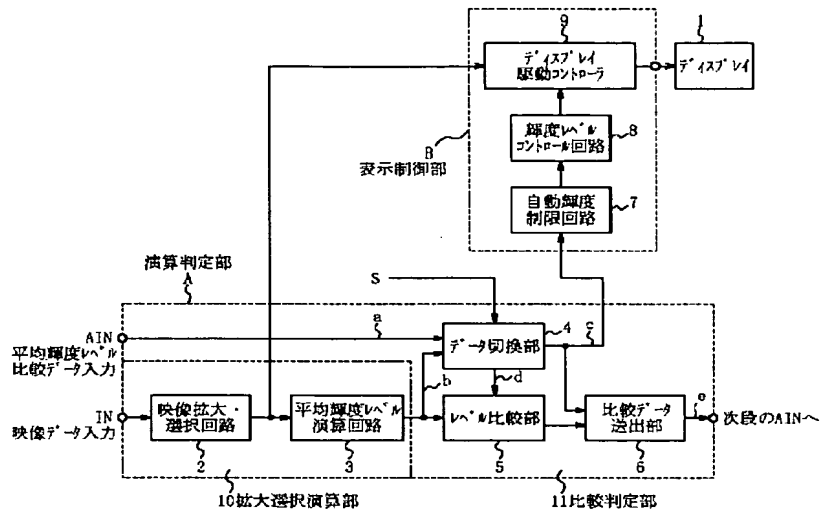 9
1
ディスプレイ
駆動コントローラ
ディスプレイ
B
表示制御部
輝度レベル
コントロール回路
8
自動輝度
制限回路
7
演算判定部
A
S
AIN
平均輝度レベル
比較データ入力
a
データ切換部
4
c
b
d
IN
映像データ入力
映像拡大・
選択回路
2
平均輝度レベル
演算回路
3
レベル比較部
5
比較データ
送出部
6
e
次段のAINへ
10拡大選択演算部
11比較判定部